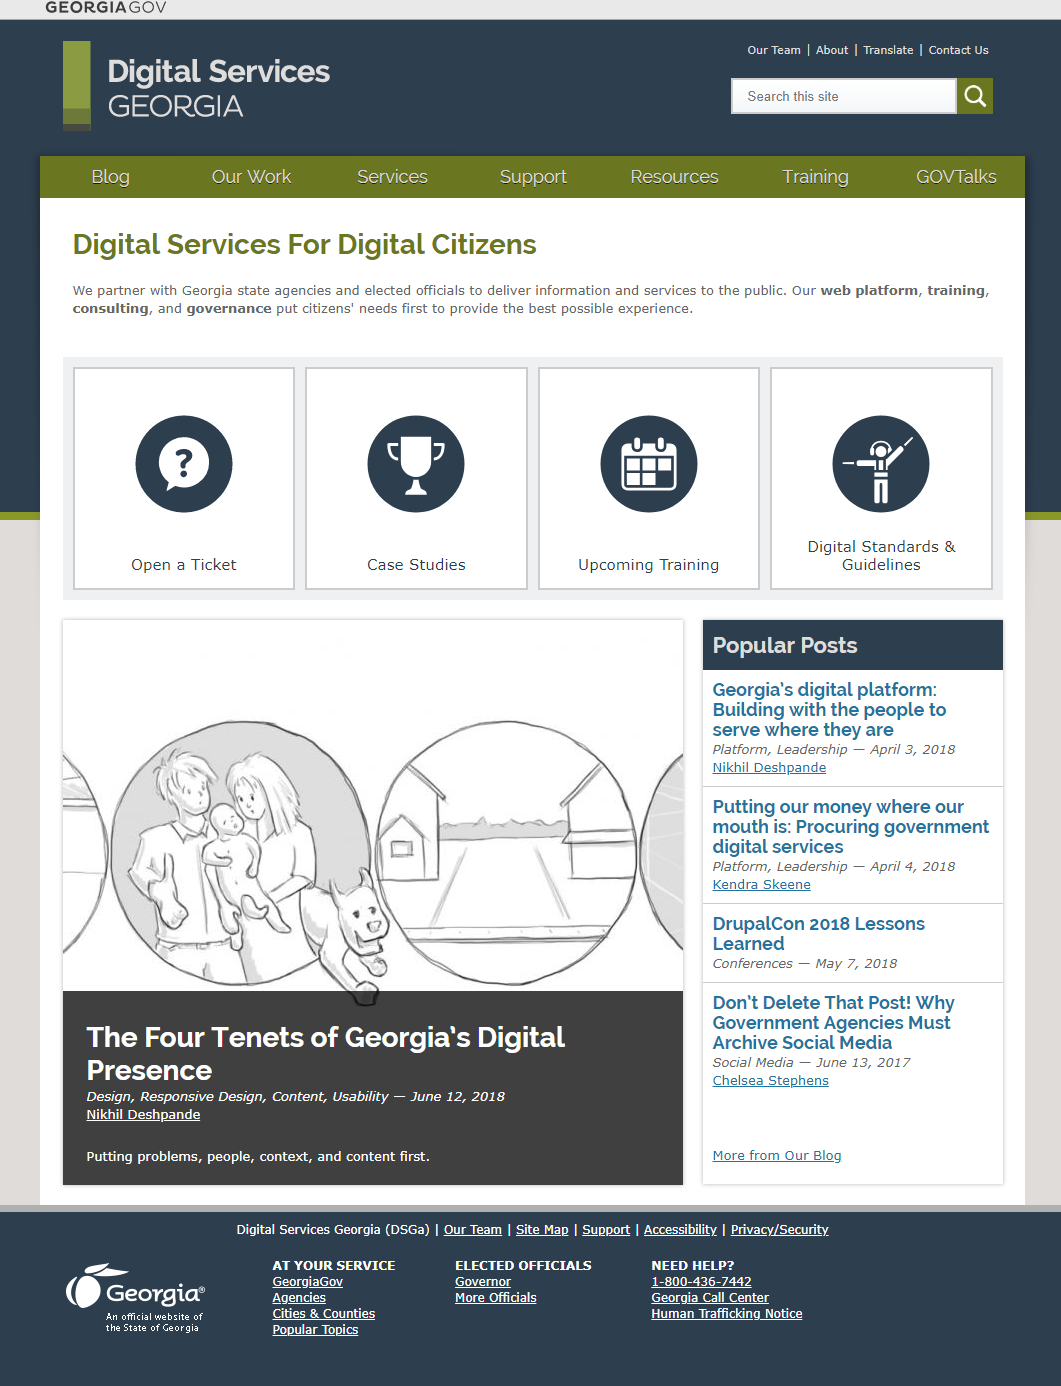 GEORGIAGOV
Our Team | About | Translate | Contact Us
Digital Services
GEORGIA
Search this site
Blog Our Work Services Support Resources Training GOVTalks
Digital Services For Digital Citizens
We partner with Georgia state agencies and elected officials to deliver information and services to the public. Our web platform, training,
consulting, and governance put citizens' needs first to provide the best possible experience.
?
Open a Ticket
Case Studies
Upcoming Training
Digital Standards &
Guidelines
The Four Tenets of Georgia's Digital
Presence
Design, Responsive Design, Content, Usability — June 12, 2018
Nikhil Deshpande
Putting problems, people, context, and content first.
Popular Posts
Georgia's digital platform:
Building with the people to
serve where they are
Platform, Leadership — April 3, 2018
Nikhil Deshpande
Putting our money where our
mouth is: Procuring government
digital services
Platform, Leadership — April 4, 2018
Kendra Skeene
DrupalCon 2018 Lessons
Learned
Conferences — May 7, 2018
Don't Delete That Post! Why
Government Agencies Must
Archive Social Media
Social Media — June 13, 2017
Chelsea Stephens
More from Our Blog
Digital Services Georgia (DSGa) | Our Team | Site Map | Support | Accessibility | Privacy/Security
Georgia®
An official website of
the State of Georgia
AT YOUR SERVICE
GeorgiaGov
Agencies
Cities & Counties
Popular Topics
ELECTED OFFICIALS
Governor
More Officials
NEED HELP?
1-800-436-7442
Georgia Call Center
Human Trafficking Notice